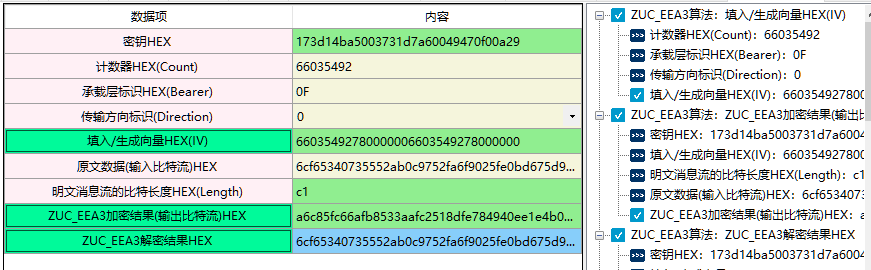 数据项 内容
密钥HEX 173d14ba5003731d7a60049470f00a29
计数器HEX(Count) 66035492
承载层标识HEX(Bearer) 0F
传输方向标识(Direction) 0
填入/生成向量HEX(IV) 66035492780000006603549278000000
原文数据(输入比特流)HEX 6cf65340735552ab0c9752fa6f9025fe0bd675d9...
明文消息流的比特长度HEX(Length) c1
ZUC_EEA3加密结果(输出比特流)HEX a6c85fc66afb8533aafc2518dfe784940ee1e4b0...
ZUC_EEA3解密结果HEX 6cf65340735552ab0c9752fa6f9025fe0bd675d9...
ZUC_EEA3算法：填入/生成向量HEX(IV)
计数器HEX(Count)：66035492
承载层标识HEX(Bearer)：0F
传输方向标识(Direction)：0
填入/生成向量HEX(IV)：660354927800
ZUC_EEA3算法：ZUC_EEA3加密结果(输出比
密钥HEX：173d14ba5003731d7a6004
填入/生成向量HEX(IV)：660354927800
明文消息流的比特长度HEX(Length)：c1
原文数据(输入比特流)HEX：6cf65340
ZUC_EEA3加密结果(输出比特流)HEX：a
ZUC_EEA3算法：ZUC_EEA3解密结果HEX
密钥HEX：173d14ba5003731d7a6004